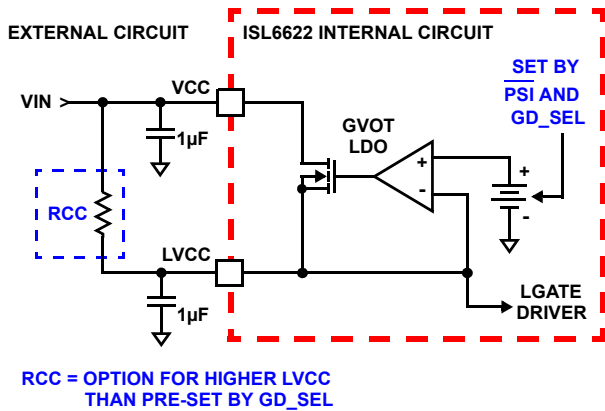 EXTERNAL CIRCUIT
ISL6622 INTERNAL CIRCUIT
SET BY
PSI AND
GD_SEL
VIN
VCC
1µF
GVOT
LDO
+
-
+
-
RCC
LVCC
1µF
LGATE
DRIVER
RCC = OPTION FOR HIGHER LVCC
THAN PRE-SET BY GD_SEL